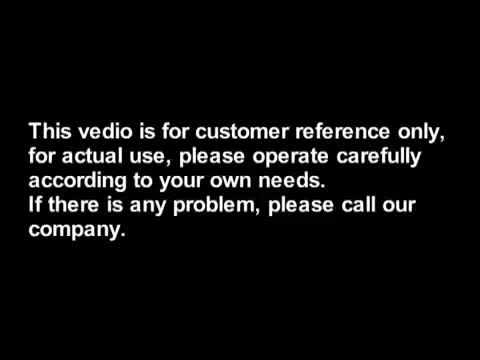 This vedio is for customer reference only,
for actual use, please operate carefully
according to your own needs.
If there is any problem, please call our
company.